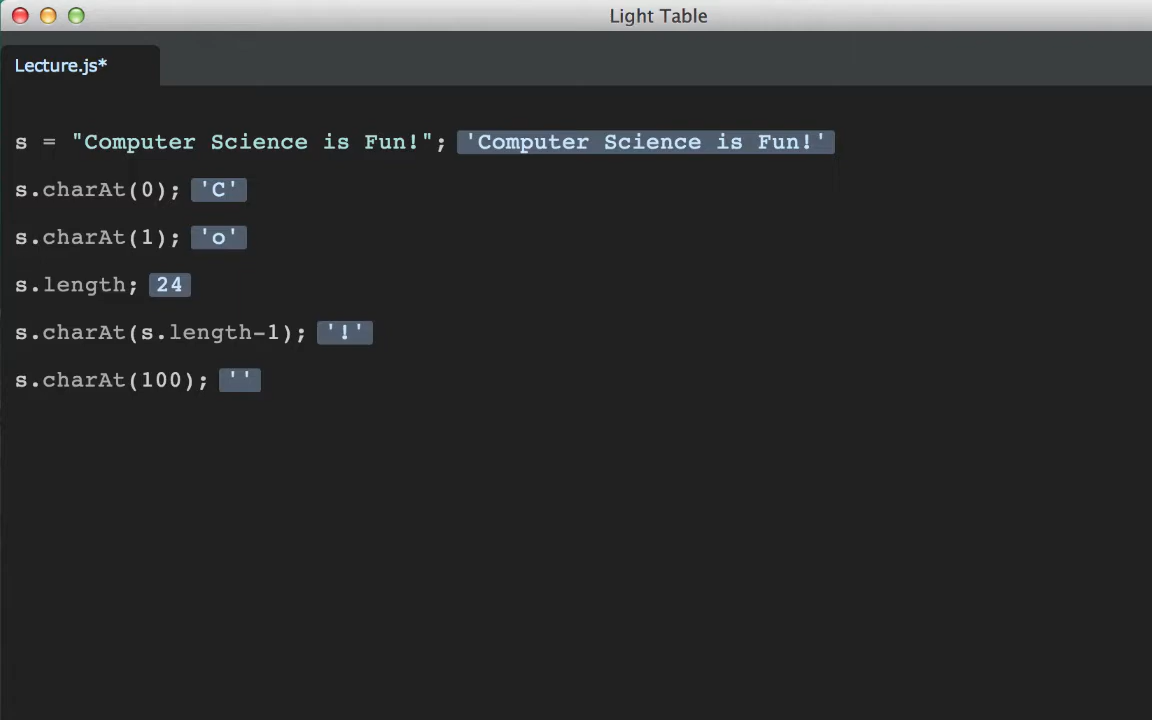 Light Table
Lecture.js*
s = "Computer Science is Fun!"; 'Computer Science is Fun!'
s.charAt(0); 'C'
s.charAt(1); 'o'
s.length; 24
s.charAt(s.length-1); '!'
s.charAt(100); ''